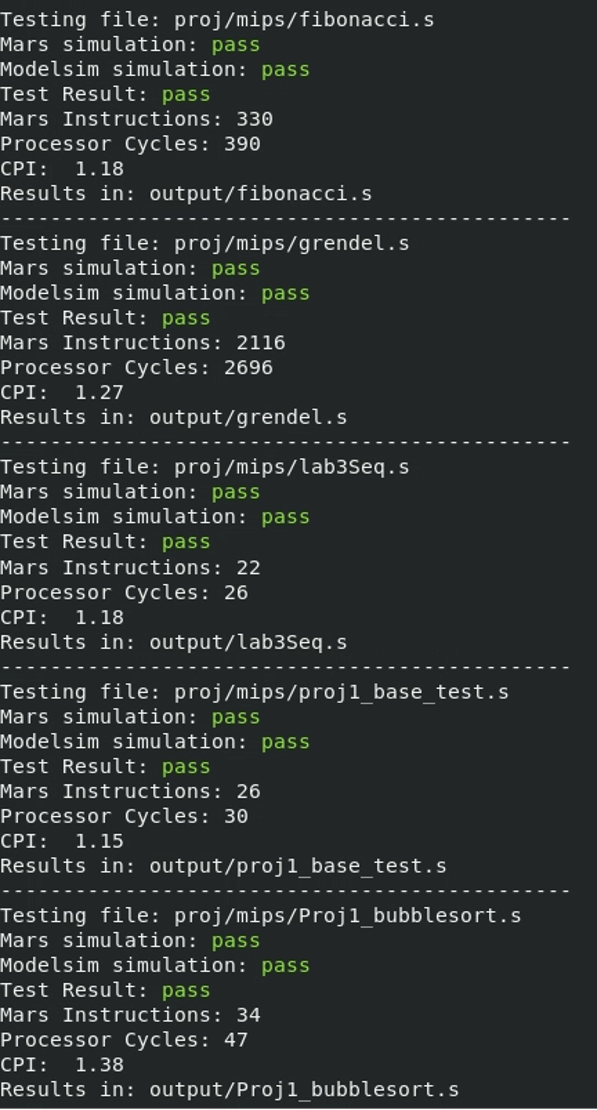 Testing file: proj/mips/fibonacci.s
Mars simulation: pass
Modelsim simulation: pass
Test Result: pass
Mars Instructions: 330
Processor Cycles: 390
CPI:  1.18
Results in: output/fibonacci.s
----------------------------------------------
Testing file: proj/mips/grendel.s
Mars simulation: pass
Modelsim simulation: pass
Test Result: pass
Mars Instructions: 2116
Processor Cycles: 2696
CPI:  1.27
Results in: output/grendel.s
----------------------------------------------
Testing file: proj/mips/lab3Seq.s
Mars simulation: pass
Modelsim simulation: pass
Test Result: pass
Mars Instructions: 22
Processor Cycles: 26
CPI:  1.18
Results in: output/lab3Seq.s
----------------------------------------------
Testing file: proj/mips/proj1_base_test.s
Mars simulation: pass
Modelsim simulation: pass
Test Result: pass
Mars Instructions: 26
Processor Cycles: 30
CPI:  1.15
Results in: output/proj1_base_test.s
----------------------------------------------
Testing file: proj/mips/Proj1_bubblesort.s
Mars simulation: pass
Modelsim simulation: pass
Test Result: pass
Mars Instructions: 34
Processor Cycles: 47
CPI:  1.38
Results in: output/Proj1_bubblesort.s